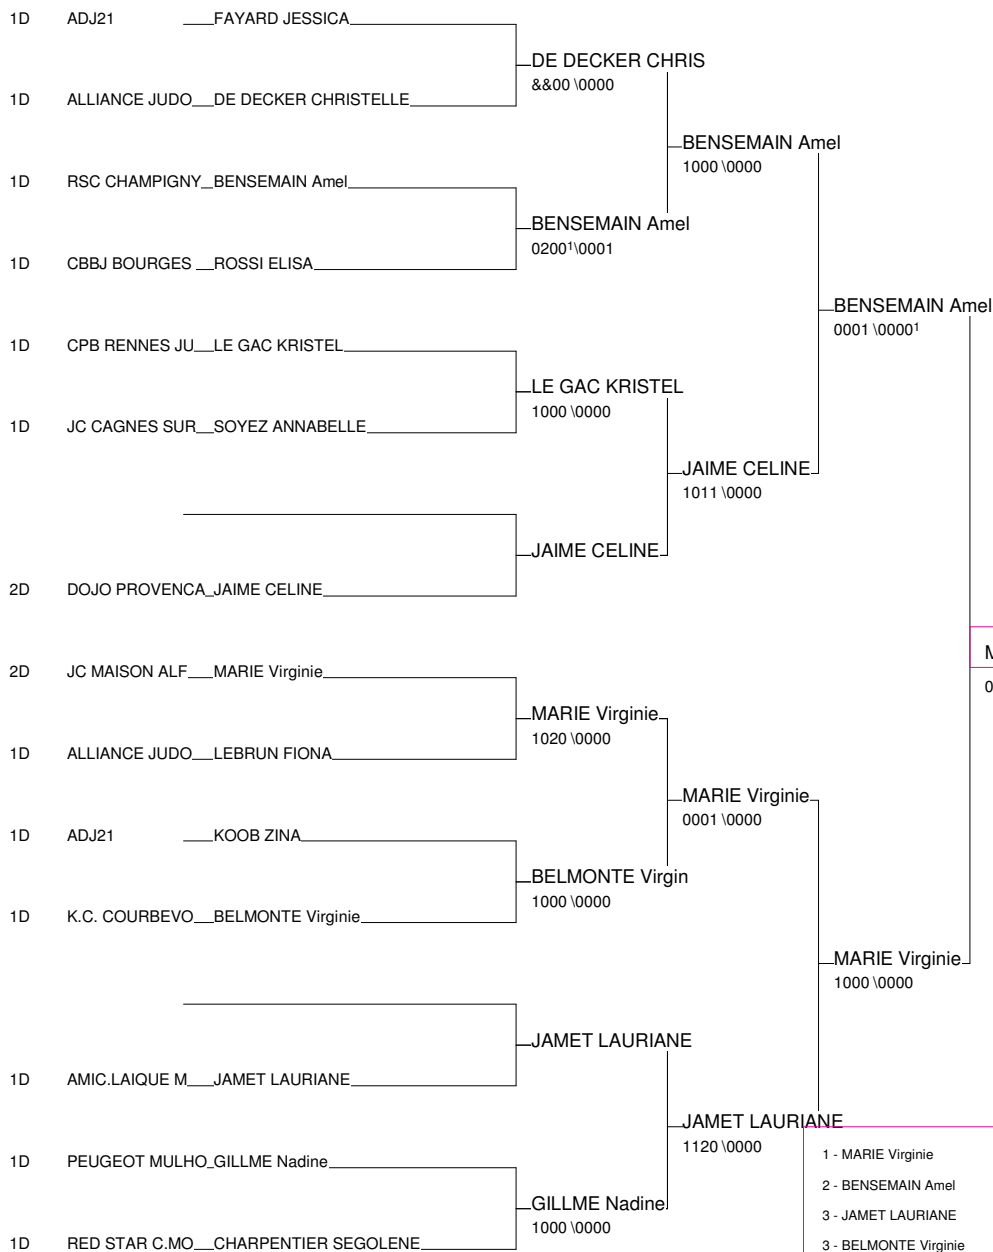 1D ADJ21 FAYARD JESSICA
DE DECKER CHRIS
&&00 \0000
1D ALLIANCE JUDO DE DECKER CHRISTELLE
BENSEMAIN Amel
1000 \0000
1D RSC CHAMPIGNY BENSEMAIN Amel
BENSEMAIN Amel
0200¹\0001
1D CBBJ BOURGES ROSSI ELISA
BENSEMAIN Amel
0001 \0000¹
1D CPB RENNES JU LE GAC KRISTEL
LE GAC KRISTEL
1000 \0000
1D JC CAGNES SUR SOYEZ ANNABELLE
JAIME CELINE
1011 \0000
JAIME CELINE
2D DOJO PROVENCA JAIME CELINE
M
0
2D JC MAISON ALF MARIE Virginie
MARIE Virginie
1020 \0000
1D ALLIANCE JUDO LEBRUN FIONA
MARIE Virginie
0001 \0000
1D ADJ21 KOOB ZINA
BELMONTE Virgin
1000 \0000
1D K.C. COURBEVO BELMONTE Virginie
MARIE Virginie
1000 \0000
JAMET LAURIANE
1D AMIC.LAIQUE M JAMET LAURIANE
JAMET LAURIANE
1120 \0000
1D PEUGEOT MULHO GILLME Nadine
GILLME Nadine
1000 \0000
1D RED STAR C.MO CHARPENTIER SEGOLENE
1 - MARIE Virginie
2 - BENSEMAIN Amel
3 - JAMET LAURIANE
3 - BELMONTE Virginie